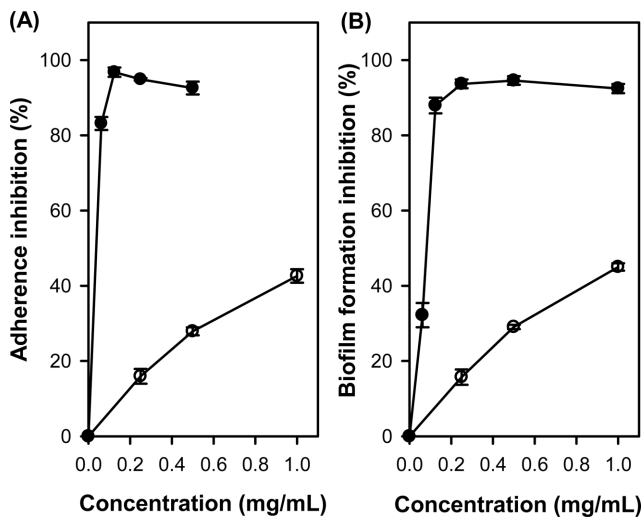 (A)
Adherence inhibition (%)
100
80
60
40
20
0
0.0 0.2 0.4 0.6 0.8 1.0
Concentration (mg/mL)
(B)
Biofilm formation inhibition (%)
100
80
60
40
20
0
0.0 0.2 0.4 0.6 0.8 1.0
Concentration (mg/mL)